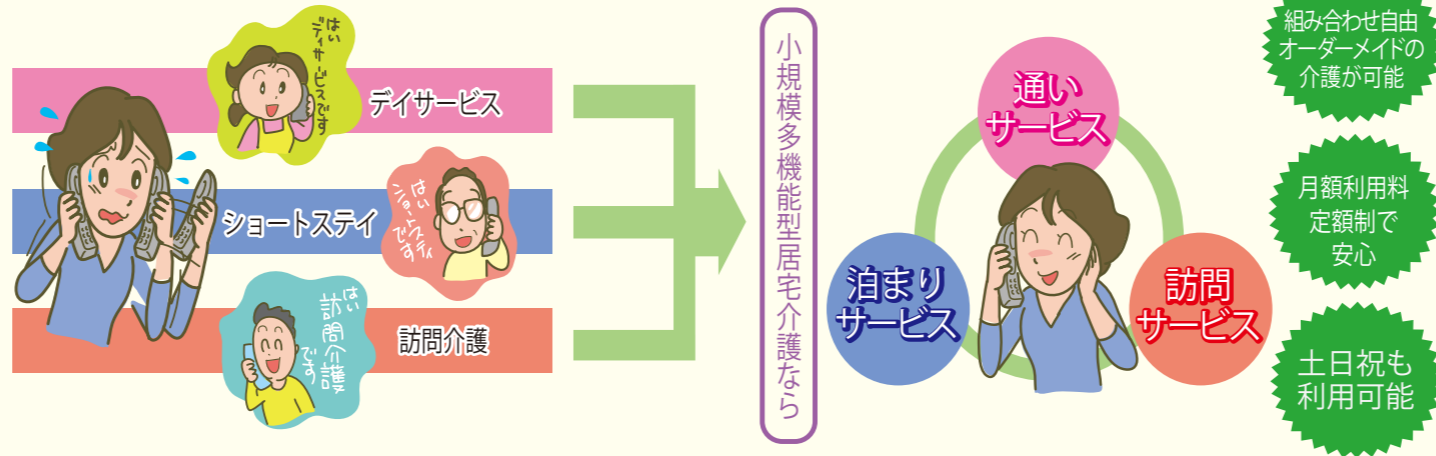 はい
デイサービスです
デイサービス
はい
ショートステイ
です
ショートステイ
はい
訪問介護
です
訪問介護
小規模多機能型居宅介護なら
通い
サービス
泊まり
サービス
訪問
サービス
組み合わせ自由
オーダーメイドの
介護が可能
月額利用料
定額制で
安心
土日祝も
利用可能